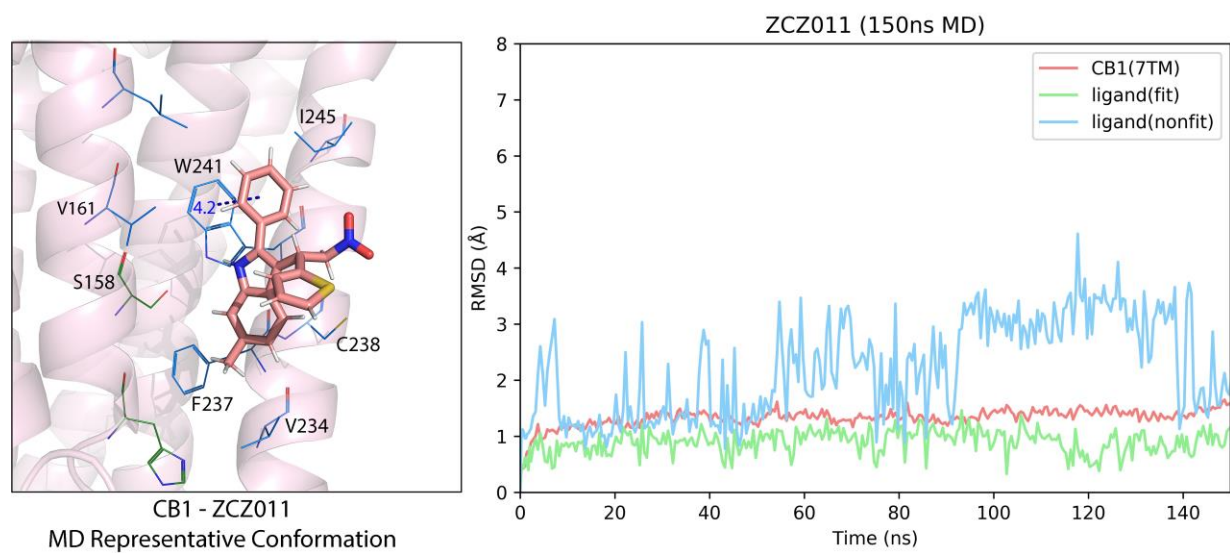 I245
W241
4.2
V161
S158
C238
F237
V234
CB1 - ZCZ011
MD Representative Conformation
ZCZ011 (150ns MD)
CB1(7TM)
ligand(fit)
ligand(nonfit)
RMSD (Å)
8
7
6
5
4
3
2
1
0
0 20 40 60 80 100 120 140
Time (ns)